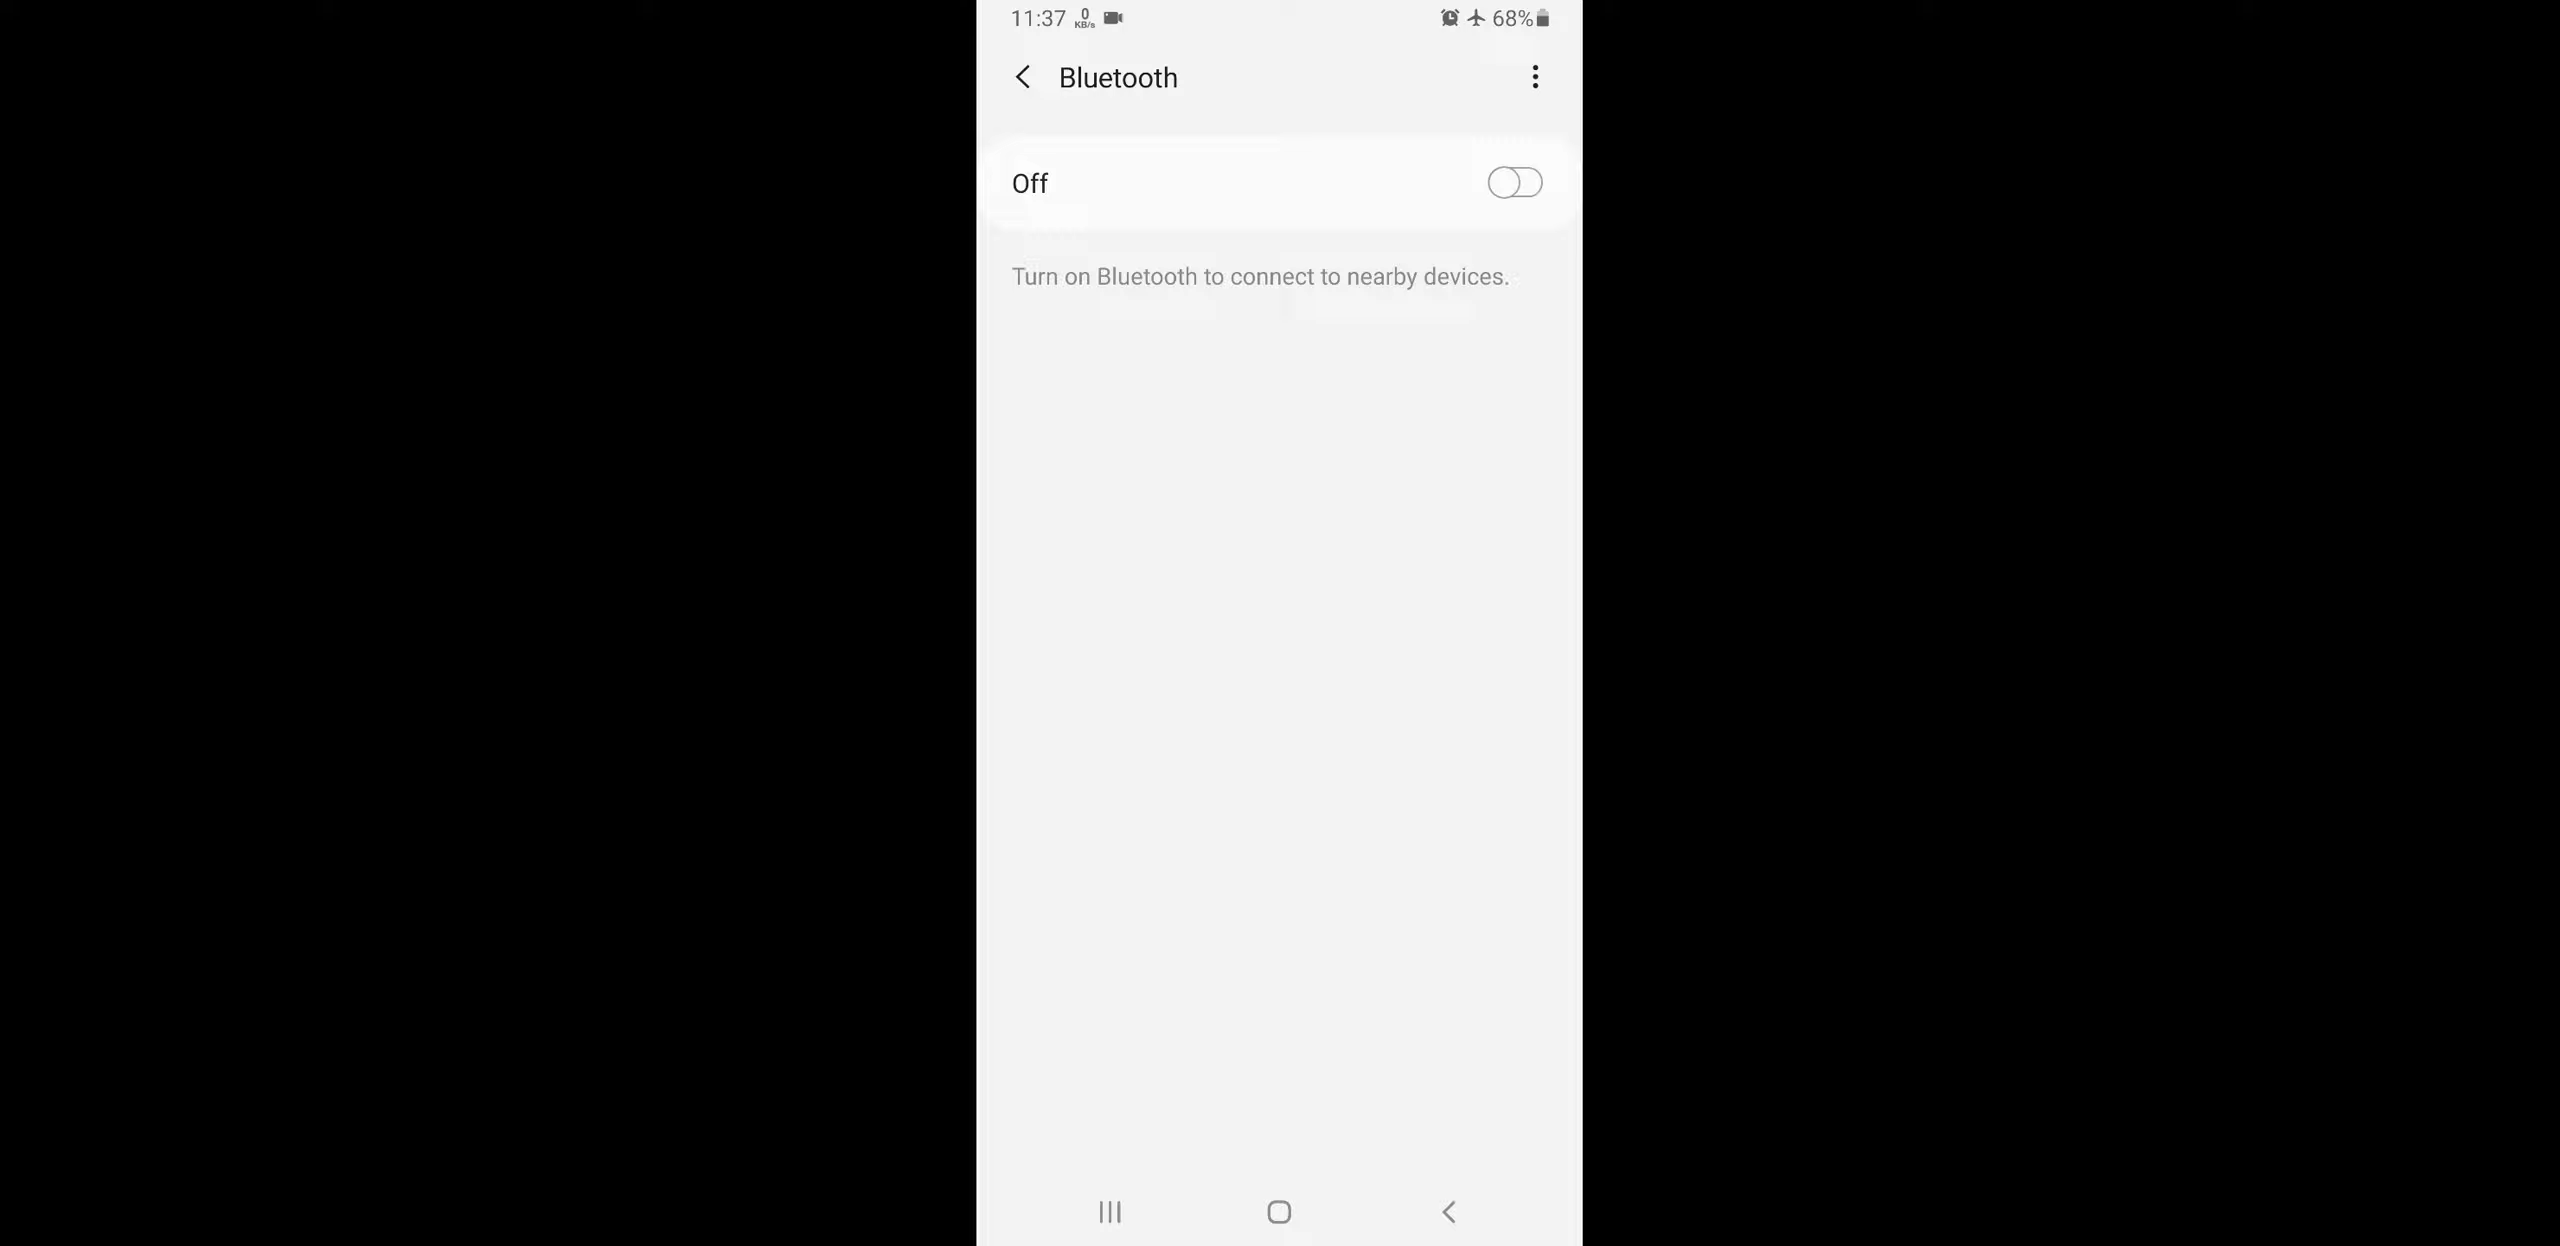 11:37 0 KB/s 68%
Bluetooth
Off
Turn on Bluetooth to connect to nearby devices.